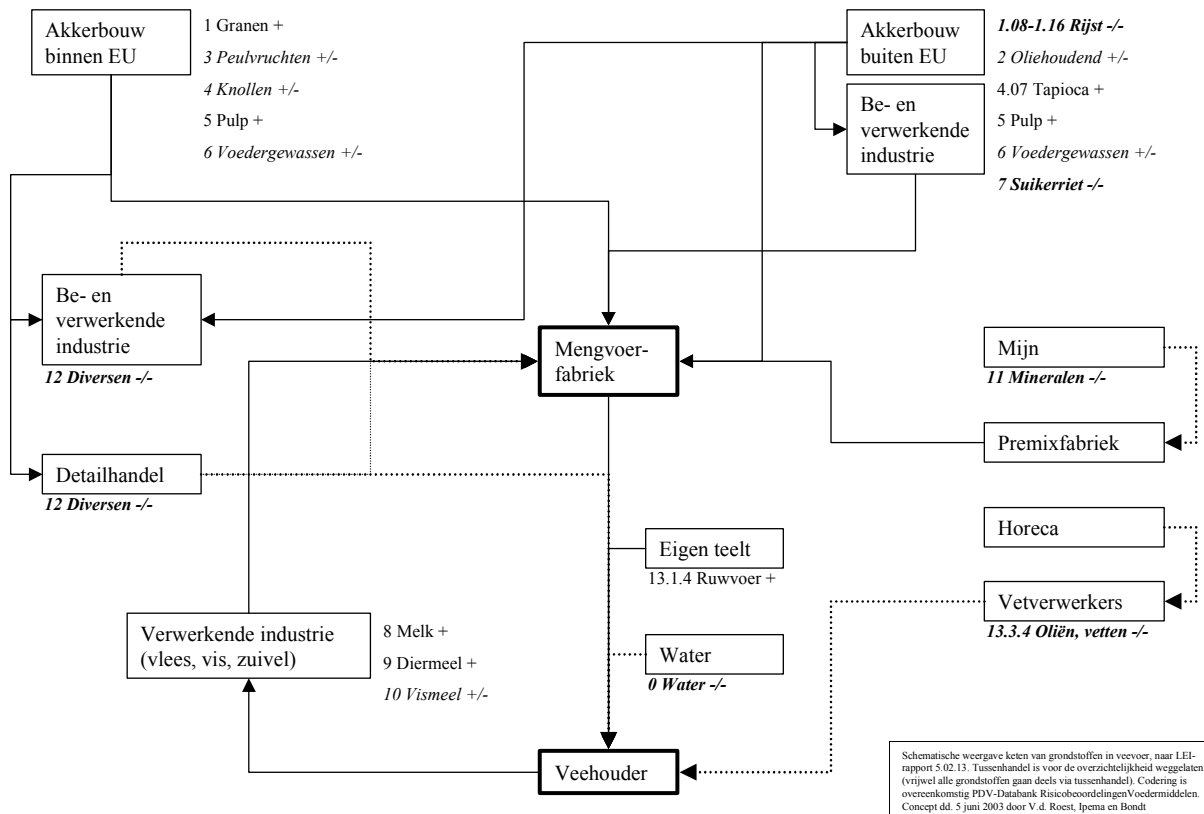 Akkerbouw
binnen EU
1 Granen +
3 Peulvruchten +/-
4 Knollen +/-
5 Pulp +
6 Voedergewassen +/-
Akkerbouw
buiten EU
1.08-1.16 Rijst -/-
2 Oliehoudend +/-
4.07 Tapioca +
5 Pulp +
6 Voedergewassen +/-
7 Suikerriet -/-
Be- en
verwerkende
industrie
Be- en
verwerkende
industrie
12 Diversen -/-
Mengvoer-
fabriek
Mijn
11 Mineralen -/-
Premixfabriek
Detailhandel
12 Diversen -/-
Horeca
Eigen teelt
13.1.4 Ruwvoer +
Vetverwerkers
13.3.4 Oliën, vetten -/-
Verwerkende industrie
(vlees, vis, zuivel)
8 Melk +
9 Diermeel +
10 Vismeel +/-
Water
0 Water -/-
Veehouder
Schematische weergave keten van grondstoffen in veevoer, naar LEI-
rapport 5.02.13. Tussenhandel is voor de overzichtelijkheid weggelaten
(vrijwel alle grondstoffen gaan deels via tussenhandel). Codering is
overeenkomstig PDV-Databank RisicobeoordelingenVoedermiddelen.
Concept dd. 5 juni 2003 door V.d. Roest, Ipema en Bondt